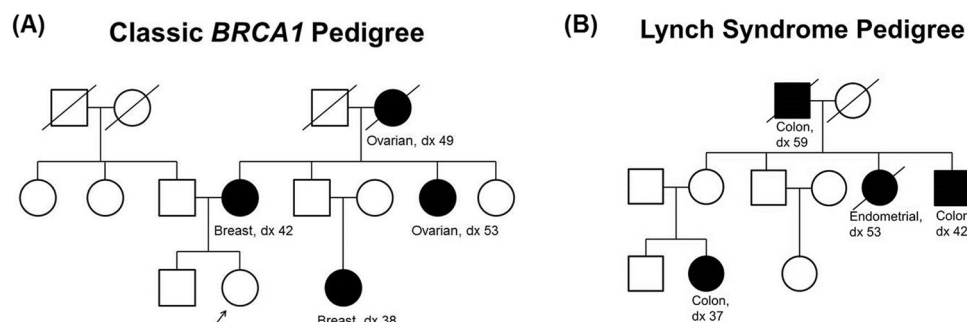 (A)
Classic BRCA1 Pedigree
Ovarian, dx 49
Breast, dx 42
Ovarian, dx 53
Breast, dx 38
(B)
Lynch Syndrome Pedigree
Colon,
dx 59
Endometrial,
dx 53
Colon
dx 42
Colon,
dx 37